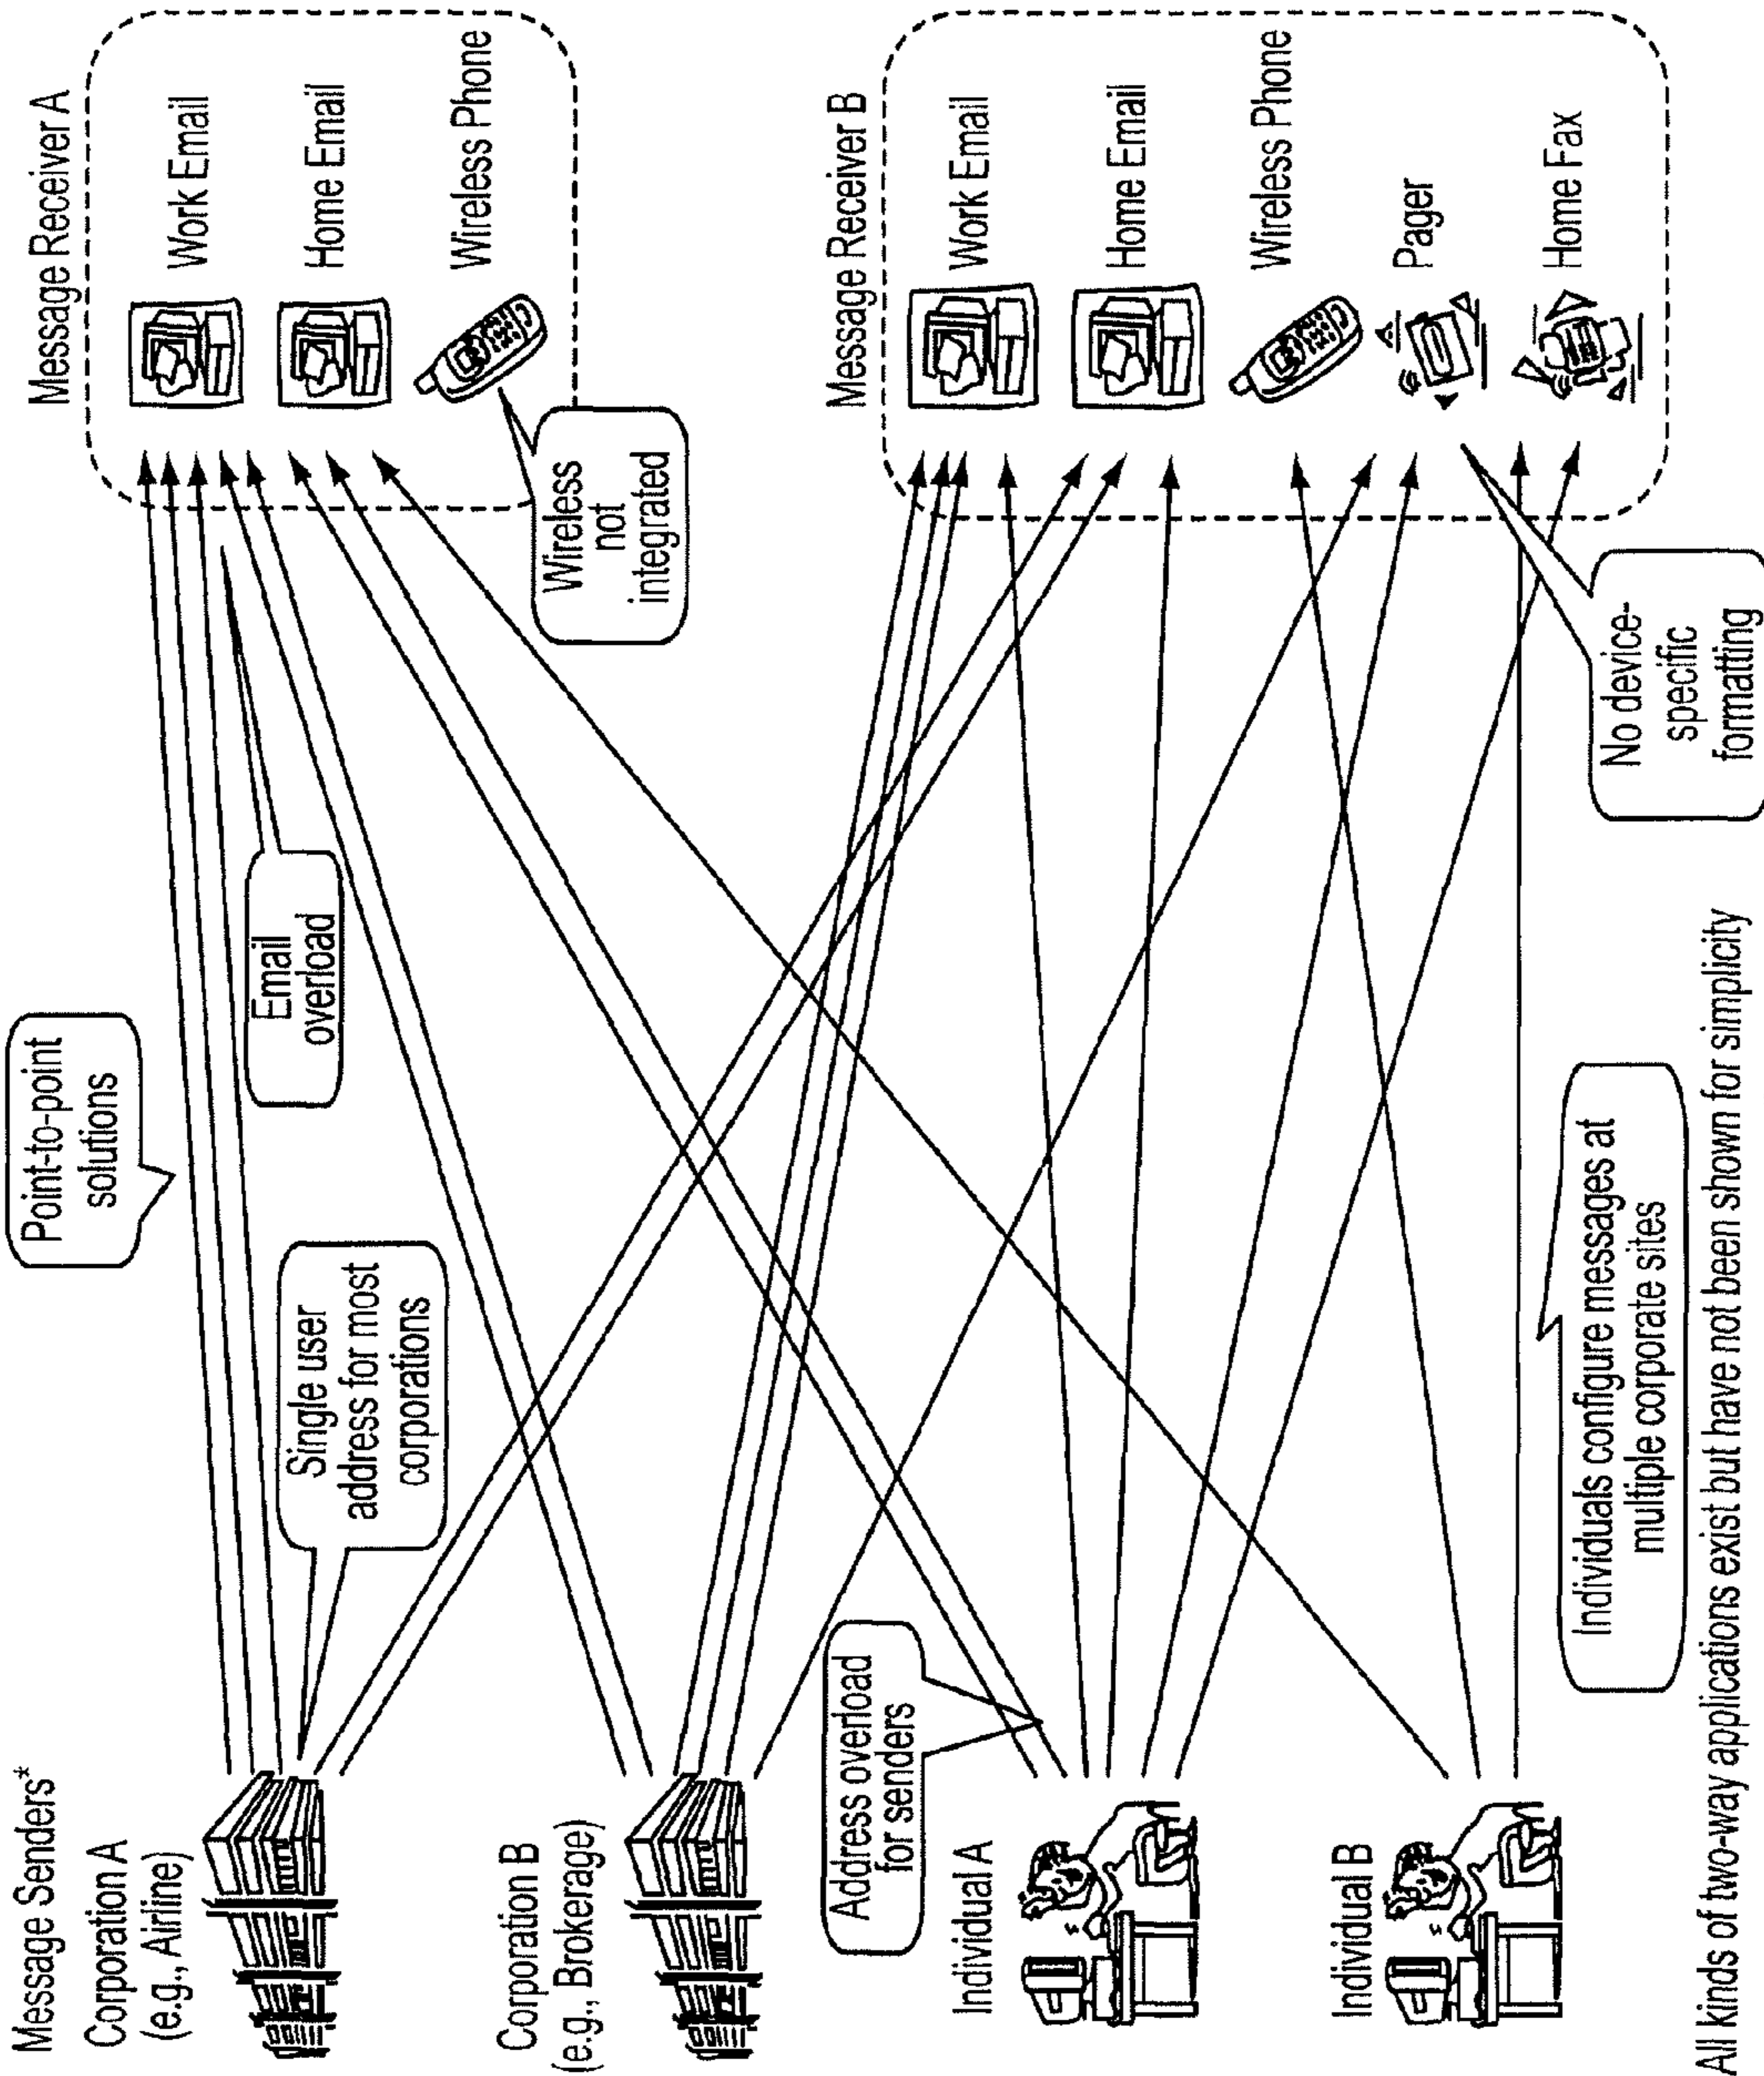 Message Senders*
Corporation A
(e.g., Airline)
Corporation B
(e.g., Brokerage)
Individual A
Individual B
Point-to-point
solutions
Single user
address for most
corporations
Email
overload
Address overload
for senders
Individuals configure messages at
multiple corporate sites
Message Receiver A
Work Email
Home Email
Wireless Phone
Wireless
not
integrated
Message Receiver B
Work Email
Home Email
Wireless Phone
Pager
Home Fax
No device-
specific
formatting
All kinds of two-way applications exist but have not been shown for simplicity